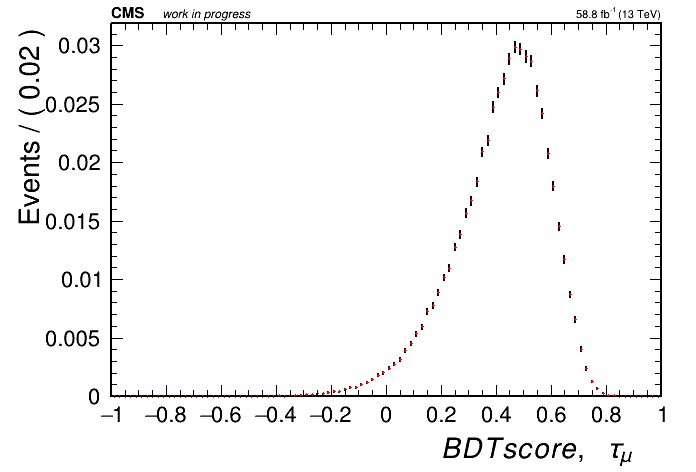 CMS work in progress 58.8 fb⁻¹ (13 TeV)
Events / ( 0.02 )
0.03
0.025
0.02
0.015
0.01
0.005
0
−1 −0.8 −0.6 −0.4 −0.2 0 0.2 0.4 0.6 0.8 1
BDTscore, τμ